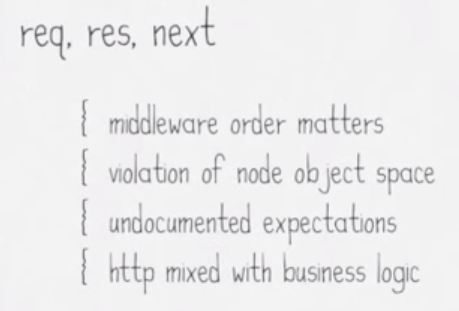 req, res, next
{ middleware order matters
{ violation of node object space
{ undocumented expectations
{ http mixed with business logic